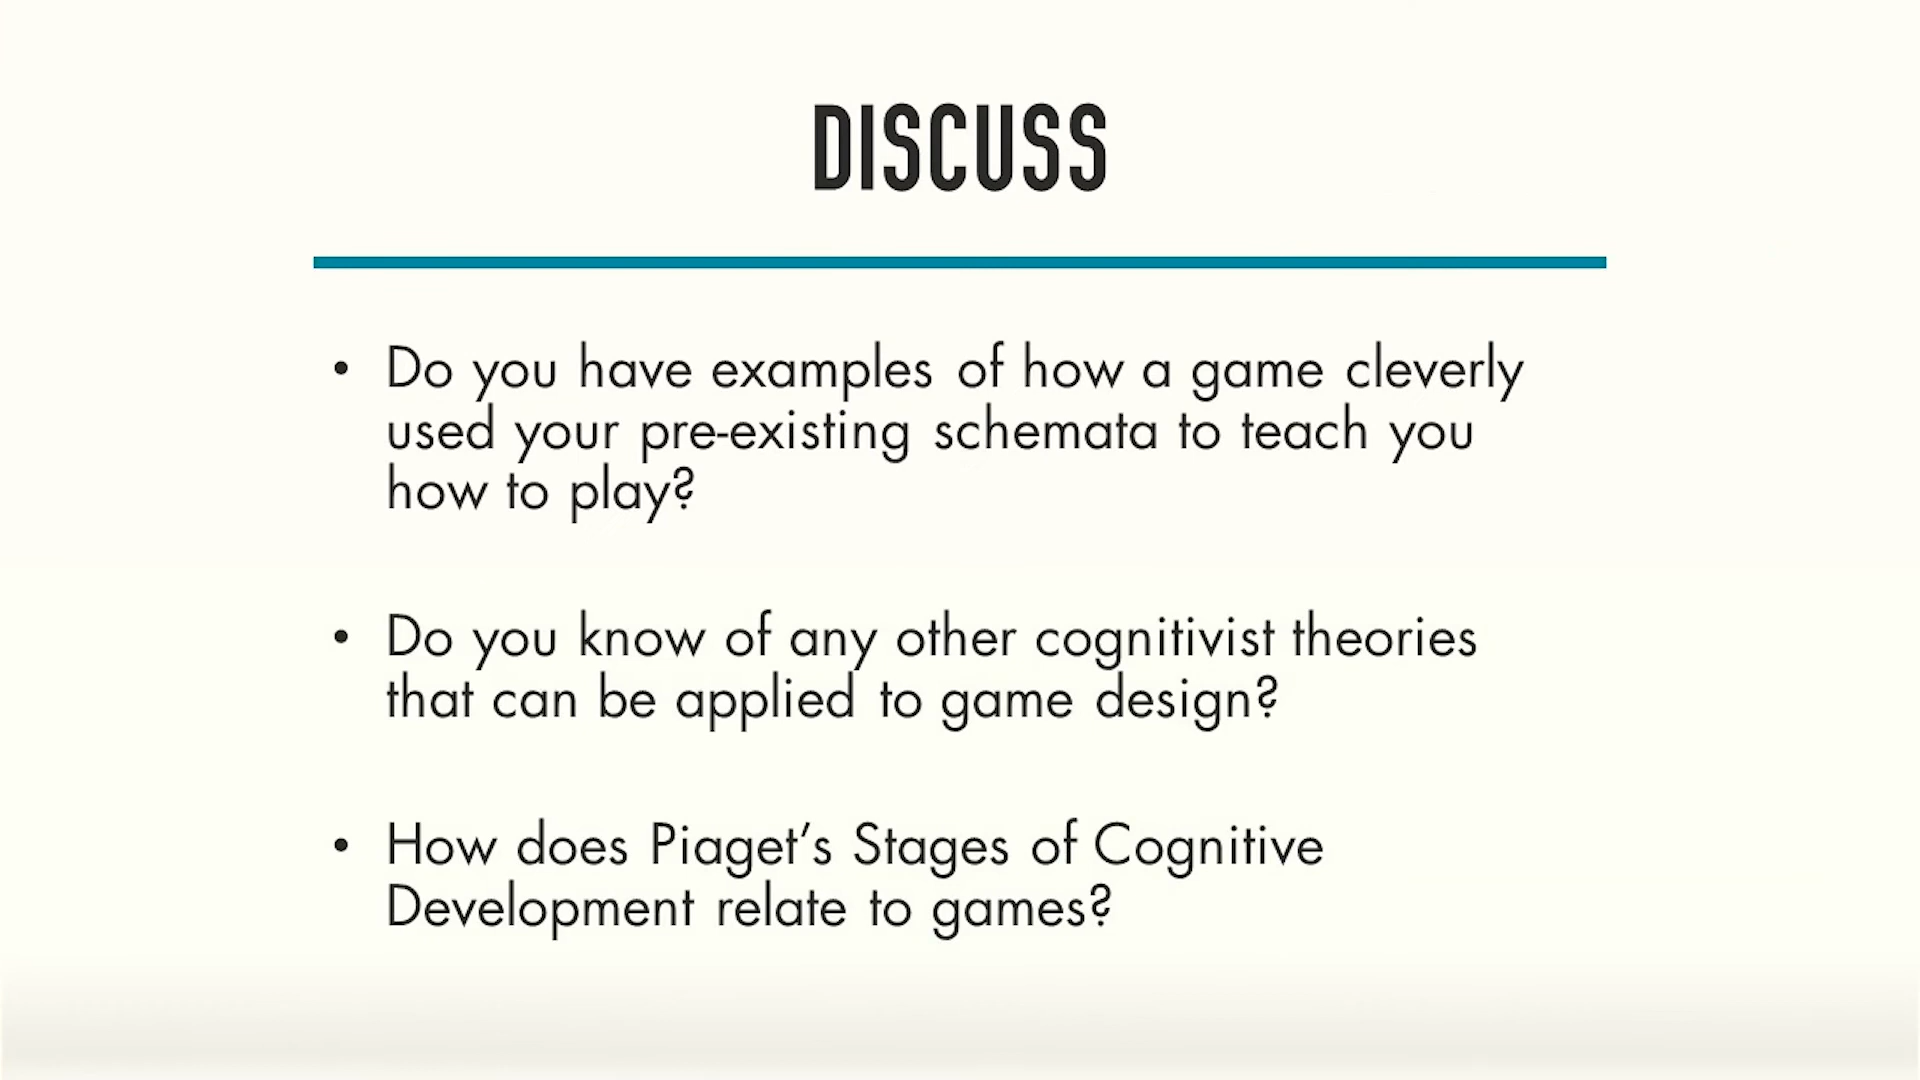 DISCUSS
• Do you have examples of how a game cleverly
used your pre-existing schemata to teach you
how to play?
• Do you know of any other cognitivist theories
that can be applied to game design?
• How does Piaget’s Stages of Cognitive
Development relate to games?